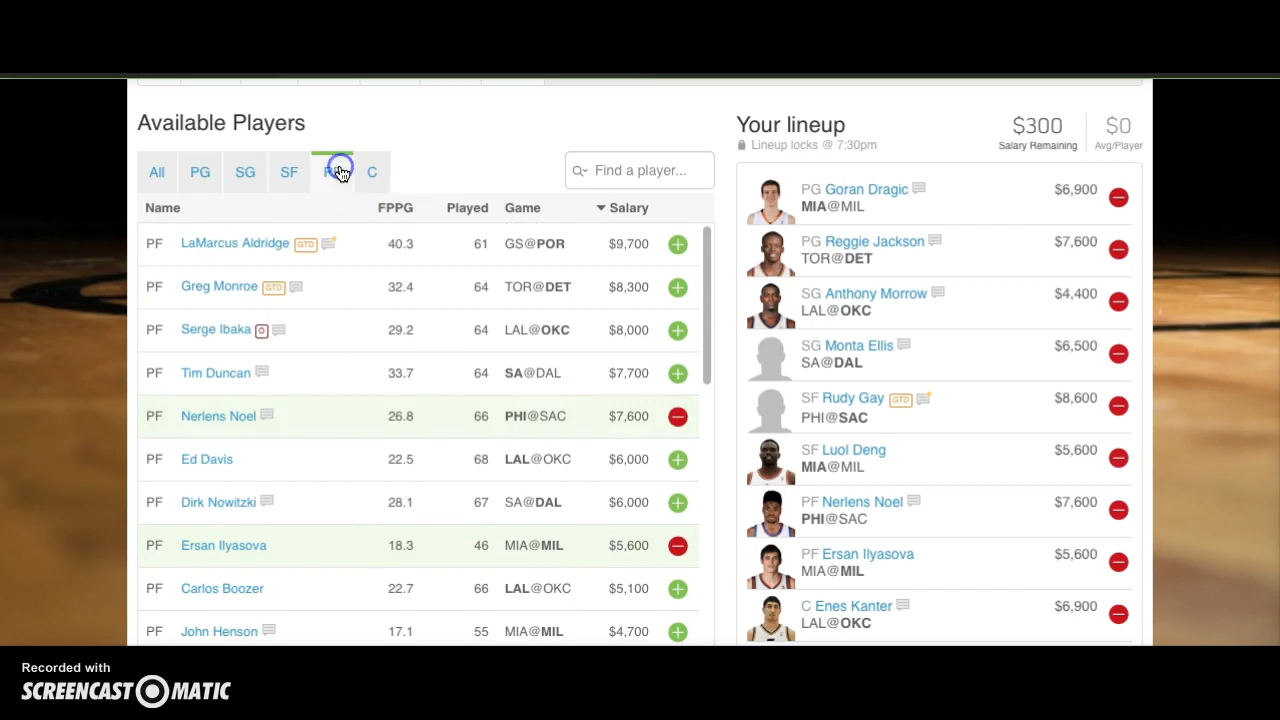 Available Players
All PG SG SF C
Find a player...
Name FPPG Played Game Salary
PF LaMarcus Aldridge GTD 40.3 61 GS@POR $9,700
PF Greg Monroe GTD 32.4 64 TOR@DET $8,300
PF Serge Ibaka O 29.2 64 LAL@OKC $8,000
PF Tim Duncan 33.7 64 SA@DAL $7,700
PF Nerlens Noel 26.8 66 PHI@SAC $7,600
PF Ed Davis 22.5 68 LAL@OKC $6,000
PF Dirk Nowitzki 28.1 67 SA@DAL $6,000
PF Ersan Ilyasova 18.3 46 MIA@MIL $5,600
PF Carlos Boozer 22.7 66 LAL@OKC $5,100
PF John Henson 17.1 55 MIA@MIL $4,700
Your lineup
Lineup locks @ 7:30pm
$300
Salary Remaining
$0
Avg/Player
PG Goran Dragic $6,900
MIA@MIL
PG Reggie Jackson $7,600
TOR@DET
SG Anthony Morrow $4,400
LAL@OKC
SG Monta Ellis $6,500
SA@DAL
SF Rudy Gay GTD $8,600
PHI@SAC
SF Luol Deng $5,600
MIA@MIL
PF Nerlens Noel $7,600
PHI@SAC
PF Ersan Ilyasova $5,600
MIA@MIL
C Enes Kanter $6,900
LAL@OKC
Recorded with
SCREENCAST O MATIC